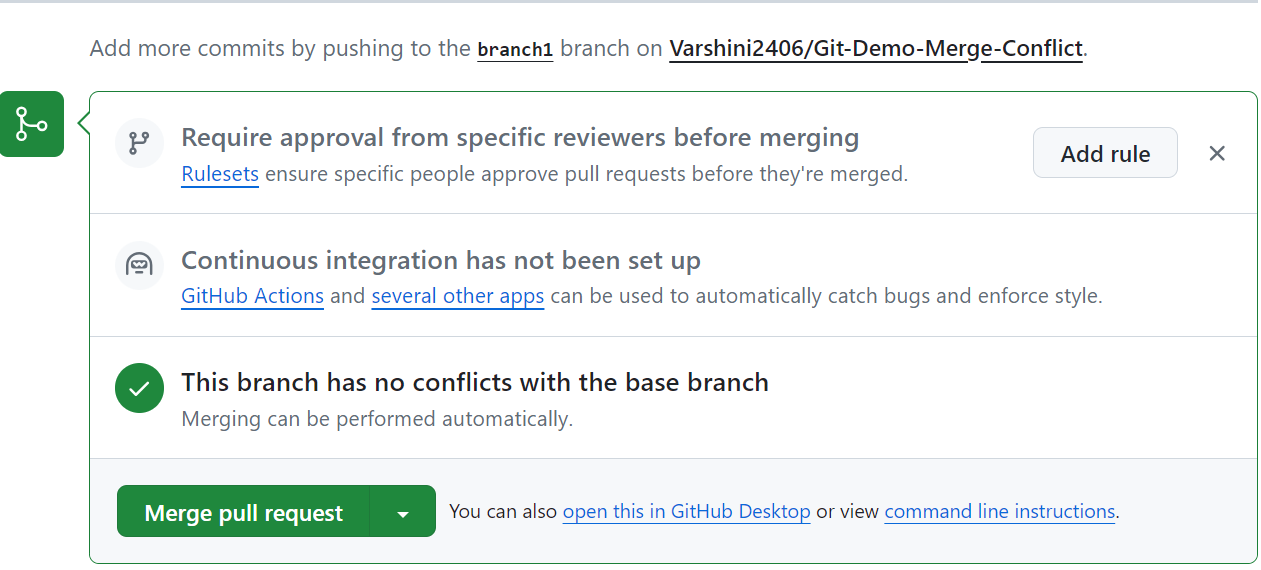 Add more commits by pushing to the branch1 branch on Varshini2406/Git-Demo-Merge-Conflict.
Require approval from specific reviewers before merging
Rulesets ensure specific people approve pull requests before they're merged.
Add rule
Continuous integration has not been set up
GitHub Actions and several other apps can be used to automatically catch bugs and enforce style.
This branch has no conflicts with the base branch
Merging can be performed automatically.
Merge pull request
You can also open this in GitHub Desktop or view command line instructions.